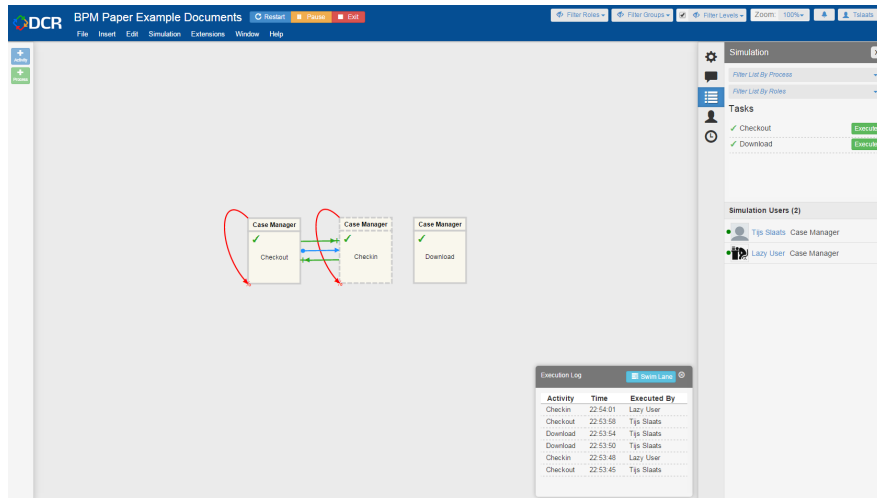 DCR
BPM Paper Example Documents
Restart
Pause
Exit
Filter Roles
Filter Groups
Filter Levels
Zoom: 100%
Tslaats
File Insert Edit Simulation Extensions Window Help
Activity
Process
Simulation
Filter List By Process
Filter List By Roles
Tasks
Checkout Execute
Download Execute
Simulation Users (2)
Tijs Slaats Case Manager
Lazy User Case Manager
Case Manager
Checkout
Case Manager
Checkin
Case Manager
Download
Execution Log
Swim Lane
Activity Time Executed By
Checkin 22:54:01 Lazy User
Checkout 22:53:58 Tijs Slaats
Download 22:53:54 Tijs Slaats
Download 22:53:50 Tijs Slaats
Checkin 22:53:48 Lazy User
Checkout 22:53:45 Tijs Slaats